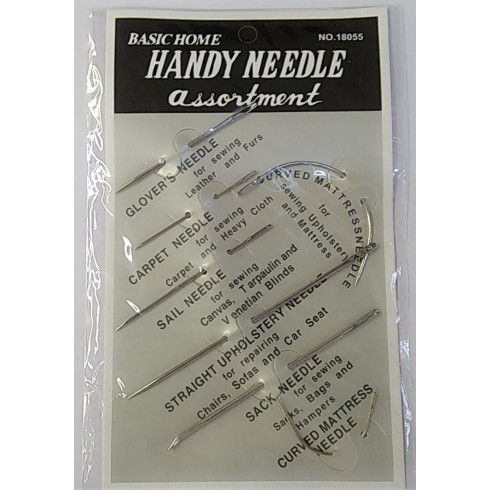 BASIC HOME
NO.18055
HANDY NEEDLE
assortment
GLOVER'S NEEDLE
for sewing
Leather and Furs
CURVED MATTRESS NEEDLE
for
sewing Upholstery
and Mattress
CARPET NEEDLE
for sewing
Carpet and Heavy Cloth
SAIL NEEDLE
for sewing
Canvas, Tarpaulin and
Venetian Blinds
STRAIGHT UPHOLSTERY NEEDLE
for repairing
Chairs, Sofas and Car Seat
SACK NEEDLE
for sewing
Sacks, Bags and
Hampers
CURVED MATTRESS
NEEDLE